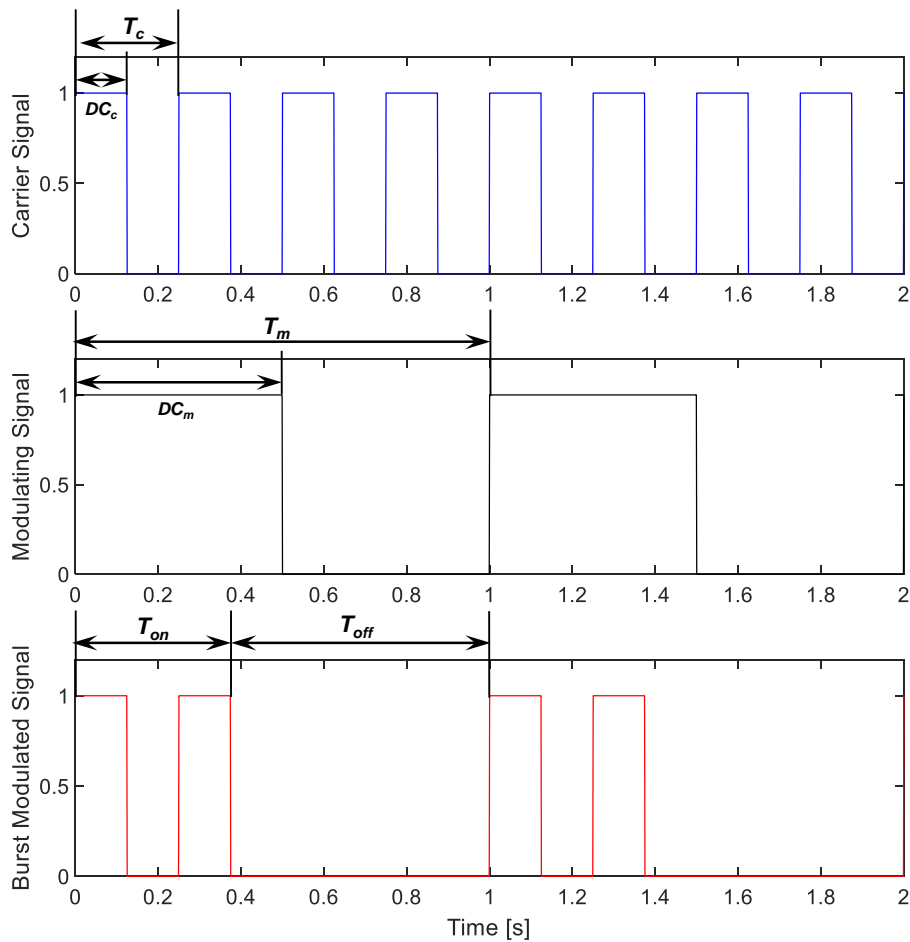 T_c
DC_c
Carrier Signal
1
0.5
0
0 0.2 0.4 0.6 0.8 1 1.2 1.4 1.6 1.8 2
T_m
DC_m
Modulating Signal
1
0.5
0
0 0.2 0.4 0.6 0.8 1 1.2 1.4 1.6 1.8 2
T_on T_off
Burst Modulated Signal
1
0.5
0
0 0.2 0.4 0.6 0.8 1 1.2 1.4 1.6 1.8 2
Time [s]